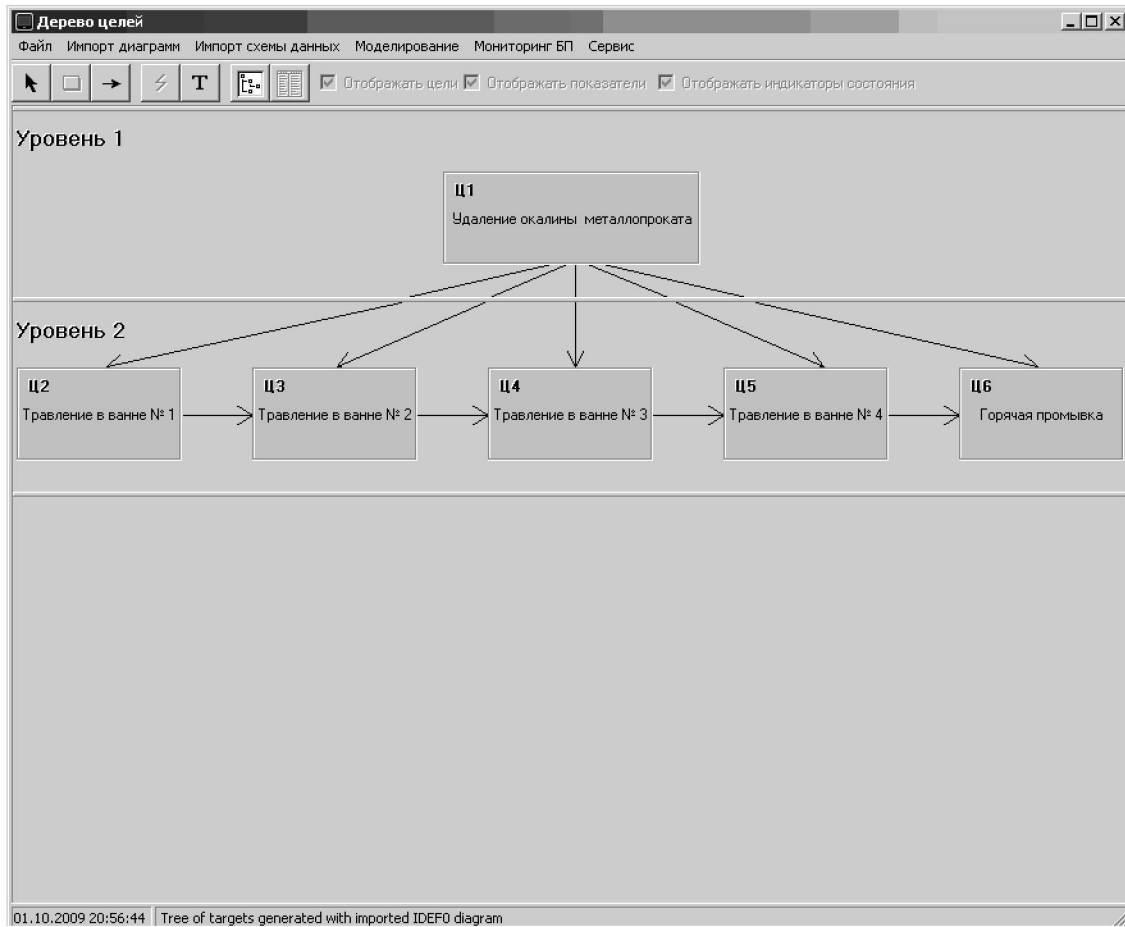 Дерево целей
Файл Импорт диаграмм Импорт схемы данных Моделирование Мониторинг БП Сервис
T Отображать цели Отображать показатели Отображать индикаторы состояния
Уровень 1
Ц1
Удаление окалины металлопроката
Уровень 2
Ц2 Ц3 Ц4 Ц5 Ц6
Травление в ванне № 1 Травление в ванне № 2 Травление в ванне № 3 Травление в ванне № 4 Горячая промывка
01.10.2009 20:56:44 Tree of targets generated with imported IDEF0 diagram